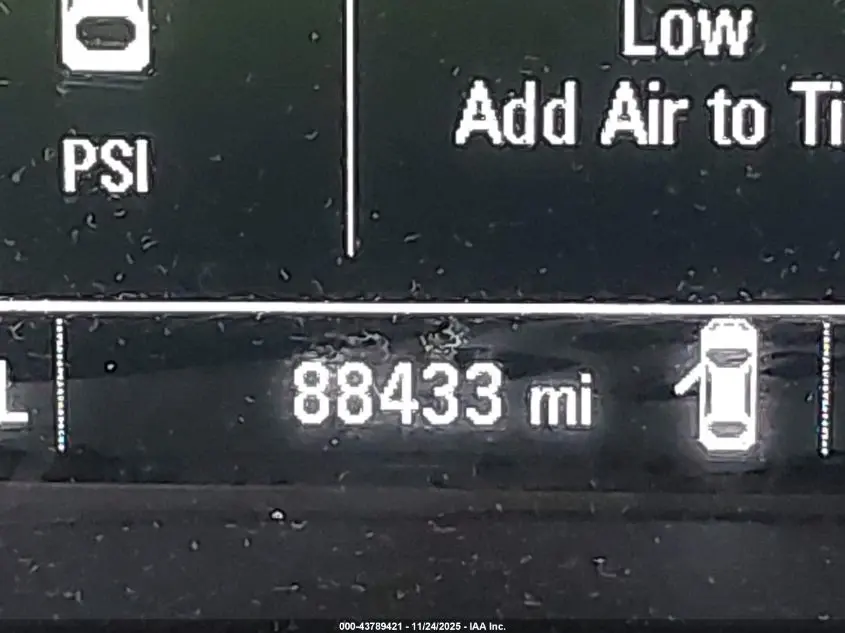 Low
Add Air to Ti
PSI
L
88433 mi
000-43789421 - 11/24/2025 - IAA Inc.